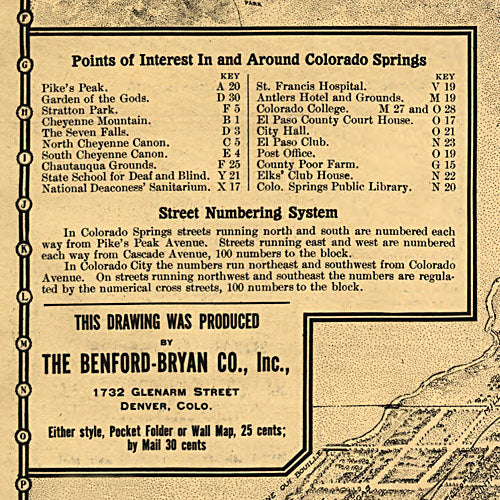 PARK
F
G
H
I
J
K
L
M
N
O
P
Points of Interest In and Around Colorado Springs
KEY
Pike's Peak. A 20
Garden of the Gods. D 30
Stratton Park. F 5
Cheyenne Mountain. B 1
The Seven Falls. D 3
North Cheyenne Canon. C 5
South Cheyenne Canon. E 4
Chautauqua Grounds. F 25
State School for Deaf and Blind. Y 21
National Deaconess' Sanitarium. X 17
KEY
St. Francis Hospital. V 19
Antlers Hotel and Grounds. M 19
Colorado College. M 27 and O 28
El Paso County Court House. O 17
City Hall. O 21
El Paso Club. N 23
Post Office. O 19
County Poor Farm. G 15
Elks' Club House. N 22
Colo. Springs Public Library. N 20
Street Numbering System
In Colorado Springs streets running north and south are numbered each
way from Pike's Peak Avenue. Streets running east and west are numbered
each way from Cascade Avenue, 100 numbers to the block.
In Colorado City the numbers run northeast and southwest from Colorado
Avenue. On streets running northwest and southeast the numbers are regula-
ted by the numerical cross streets, 100 numbers to the block.
THIS DRAWING WAS PRODUCED
BY
THE BENFORD-BRYAN CO., Inc.,
1732 GLENARM STREET
DENVER, COLO.
Either style, Pocket Folder or Wall Map, 25 cents;
by Mail 30 cents